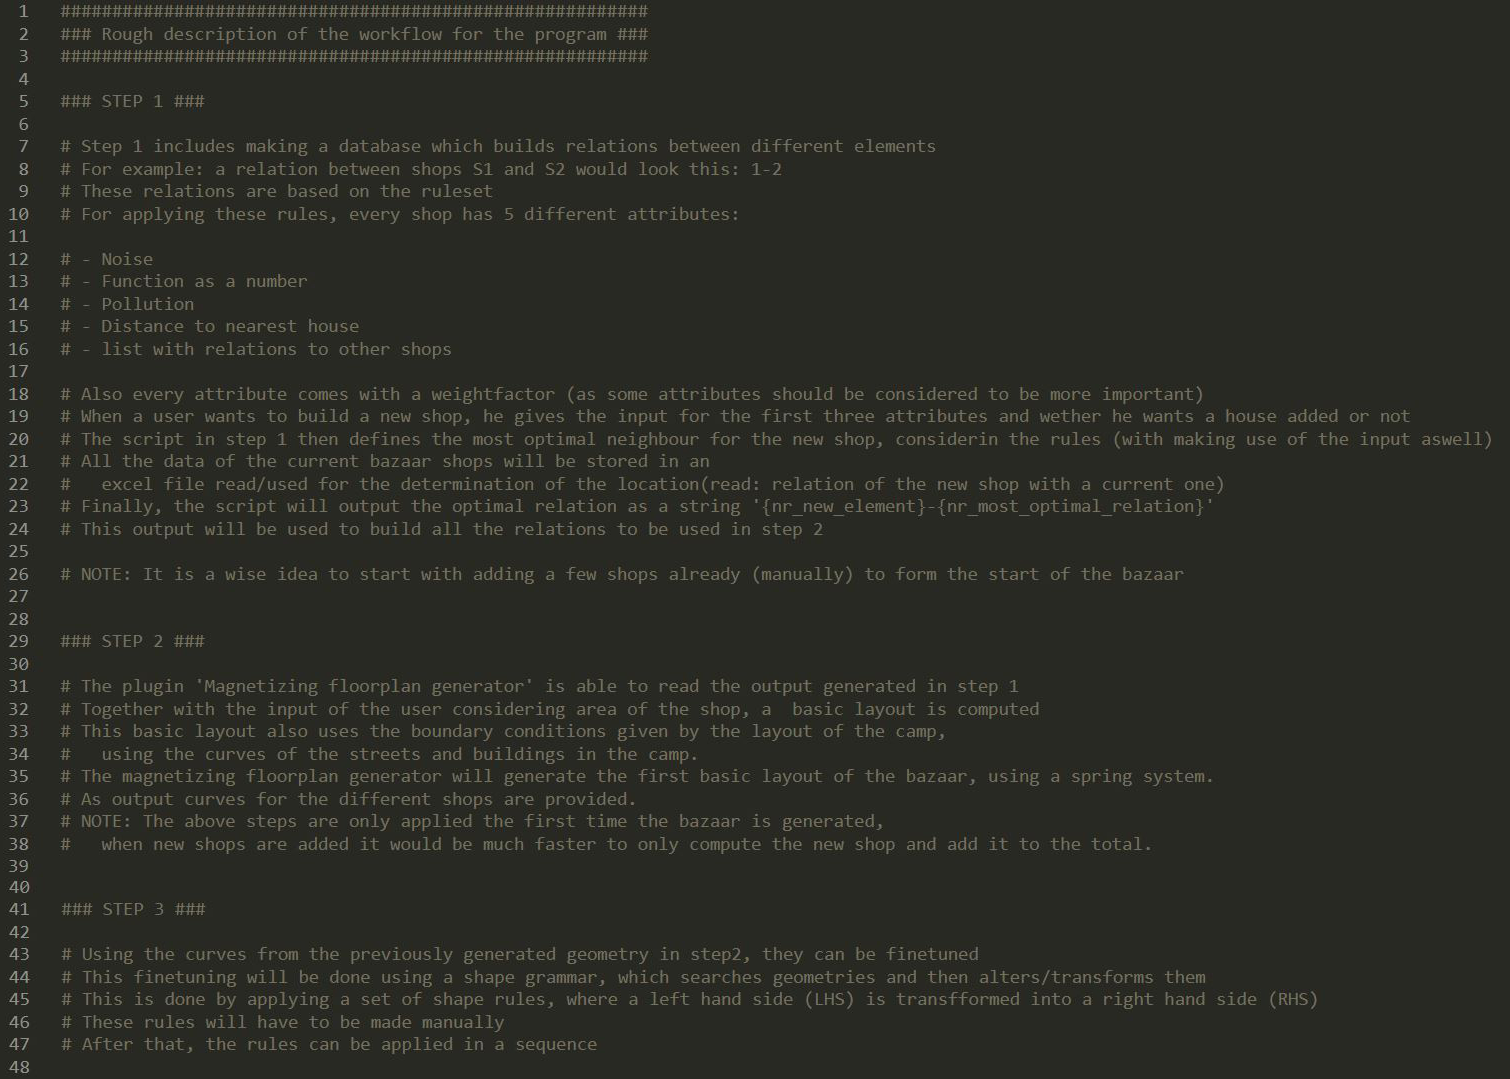 1 #########################################################
2 ### Rough description of the workflow for the program ###
3 #########################################################
4
5 ### STEP 1 ###
6
7 # Step 1 includes making a database which builds relations between different elements
8 # For example: a relation between shops S1 and S2 would look this: 1-2
9 # These relations are based on the ruleset
10 # For applying these rules, every shop has 5 different attributes:
11
12 # - Noise
13 # - Function as a number
14 # - Pollution
15 # - Distance to nearest house
16 # - list with relations to other shops
17
18 # Also every attribute comes with a weightfactor (as some attributes should be considered to be more important)
19 # When a user wants to build a new shop, he gives the input for the first three attributes and wether he wants a house added or not
20 # The script in step 1 then defines the most optimal neighbour for the new shop, considerin the rules (with making use of the input aswell)
21 # All the data of the current bazaar shops will be stored in an
22 #   excel file read/used for the determination of the location(read: relation of the new shop with a current one)
23 # Finally, the script will output the optimal relation as a string '{nr_new_element}-{nr_most_optimal_relation}'
24 # This output will be used to build all the relations to be used in step 2
25
26 # NOTE: It is a wise idea to start with adding a few shops already (manually) to form the start of the bazaar
27
28
29 ### STEP 2 ###
30
31 # The plugin 'Magnetizing floorplan generator' is able to read the output generated in step 1
32 # Together with the input of the user considering area of the shop, a  basic layout is computed
33 # This basic layout also uses the boundary conditions given by the layout of the camp,
34 #   using the curves of the streets and buildings in the camp.
35 # The magnetizing floorplan generator will generate the first basic layout of the bazaar, using a spring system.
36 # As output curves for the different shops are provided.
37 # NOTE: The above steps are only applied the first time the bazaar is generated,
38 #   when new shops are added it would be much faster to only compute the new shop and add it to the total.
39
40
41 ### STEP 3 ###
42
43 # Using the curves from the previously generated geometry in step2, they can be finetuned
44 # This finetuning will be done using a shape grammar, which searches geometries and then alters/transforms them
45 # This is done by applying a set of shape rules, where a left hand side (LHS) is transfformed into a right hand side (RHS)
46 # These rules will have to be made manually
47 # After that, the rules can be applied in a sequence
48